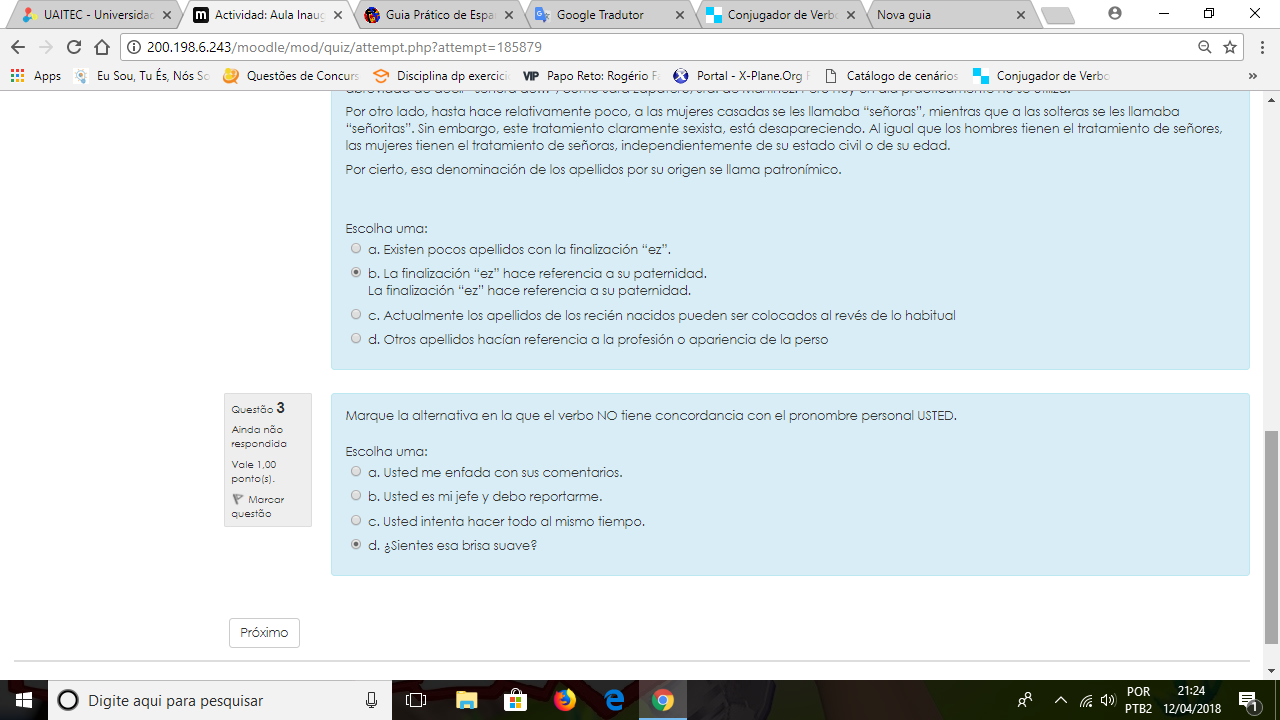 UAITEC - Universidad
Actividad: Aula Inaug
Guia Prático de Espa
Google Tradutor
Conjugador de Verbo
Nova guia
200.198.6.243/moodle/mod/quiz/attempt.php?attempt=185879
Apps
Eu Sou, Tu És, Nós So
Questões de Concurs
Disciplina dp exercici
VIP Papo Reto: Rogério F
Portal - X-Plane.Org F
Catálogo de cenários
Conjugador de Verbo
»
Por otro lado, hasta hace relativamente poco, a las mujeres casadas se les llamaba “señoras”, mientras que a las solteras se les llamaba
“señoritas”. Sin embargo, este tratamiento claramente sexista, está desapareciendo. Al igual que los hombres tienen el tratamiento de señores,
las mujeres tienen el tratamiento de señoras, independientemente de su estado civil o de su edad.
Por cierto, esa denominación de los apellidos por su origen se llama patronímico.
Escolha uma:
a. Existen pocos apellidos con la finalización “ez”.
b. La finalización “ez” hace referencia a su paternidad.
La finalización “ez” hace referencia a su paternidad.
c. Actualmente los apellidos de los recién nacidos pueden ser colocados al revés de lo habitual
d. Otros apellidos hacían referencia a la profesión o apariencia de la perso
Questão 3
Ainda não
respondida
Vale 1,00
ponto(s).
Marcar
questão
Marque la alternativa en la que el verbo NO tiene concordancia con el pronombre personal USTED.
Escolha uma:
a. Usted me enfada con sus comentarios.
b. Usted es mi jefe y debo reportarme.
c. Usted intenta hacer todo al mismo tiempo.
d. ¿Sientes esa brisa suave?
Próximo
Digite aqui para pesquisar
POR
PTB2
21:24
12/04/2018
1